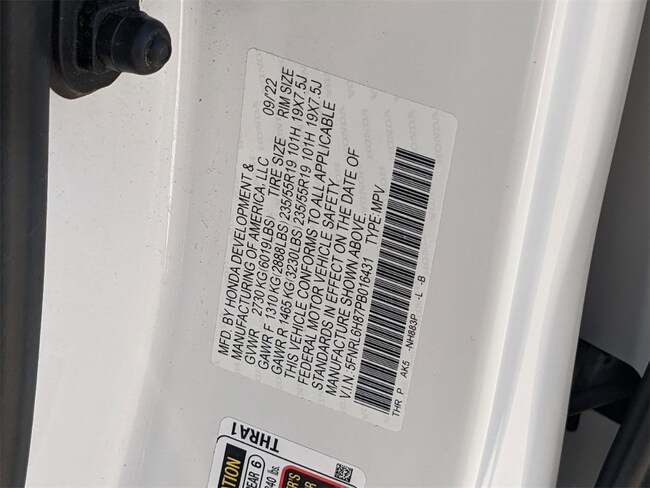 MFD BY HONDA DEVELOPMENT &
MANUFACTURING OF AMERICA, LLC 09/22
GVWR 2730 KG(6019LBS) TIRE SIZE RIM SIZE
GAWR F 1310 KG(2888LBS) 235/55R19 101H 19X7.5J
GAWR R 1465 KG(3230LBS) 235/55R19 101H 19X7.5J
THIS VEHICLE CONFORMS TO ALL APPLICABLE
FEDERAL MOTOR VEHICLE SAFETY
STANDARDS IN EFFECT ON THE DATE OF
MANUFACTURE SHOWN ABOVE.
V.I.N. 5FNRL6H87PB016431 TYPE:MPV
THR P AK5 -NH883P -L -B
THRA1